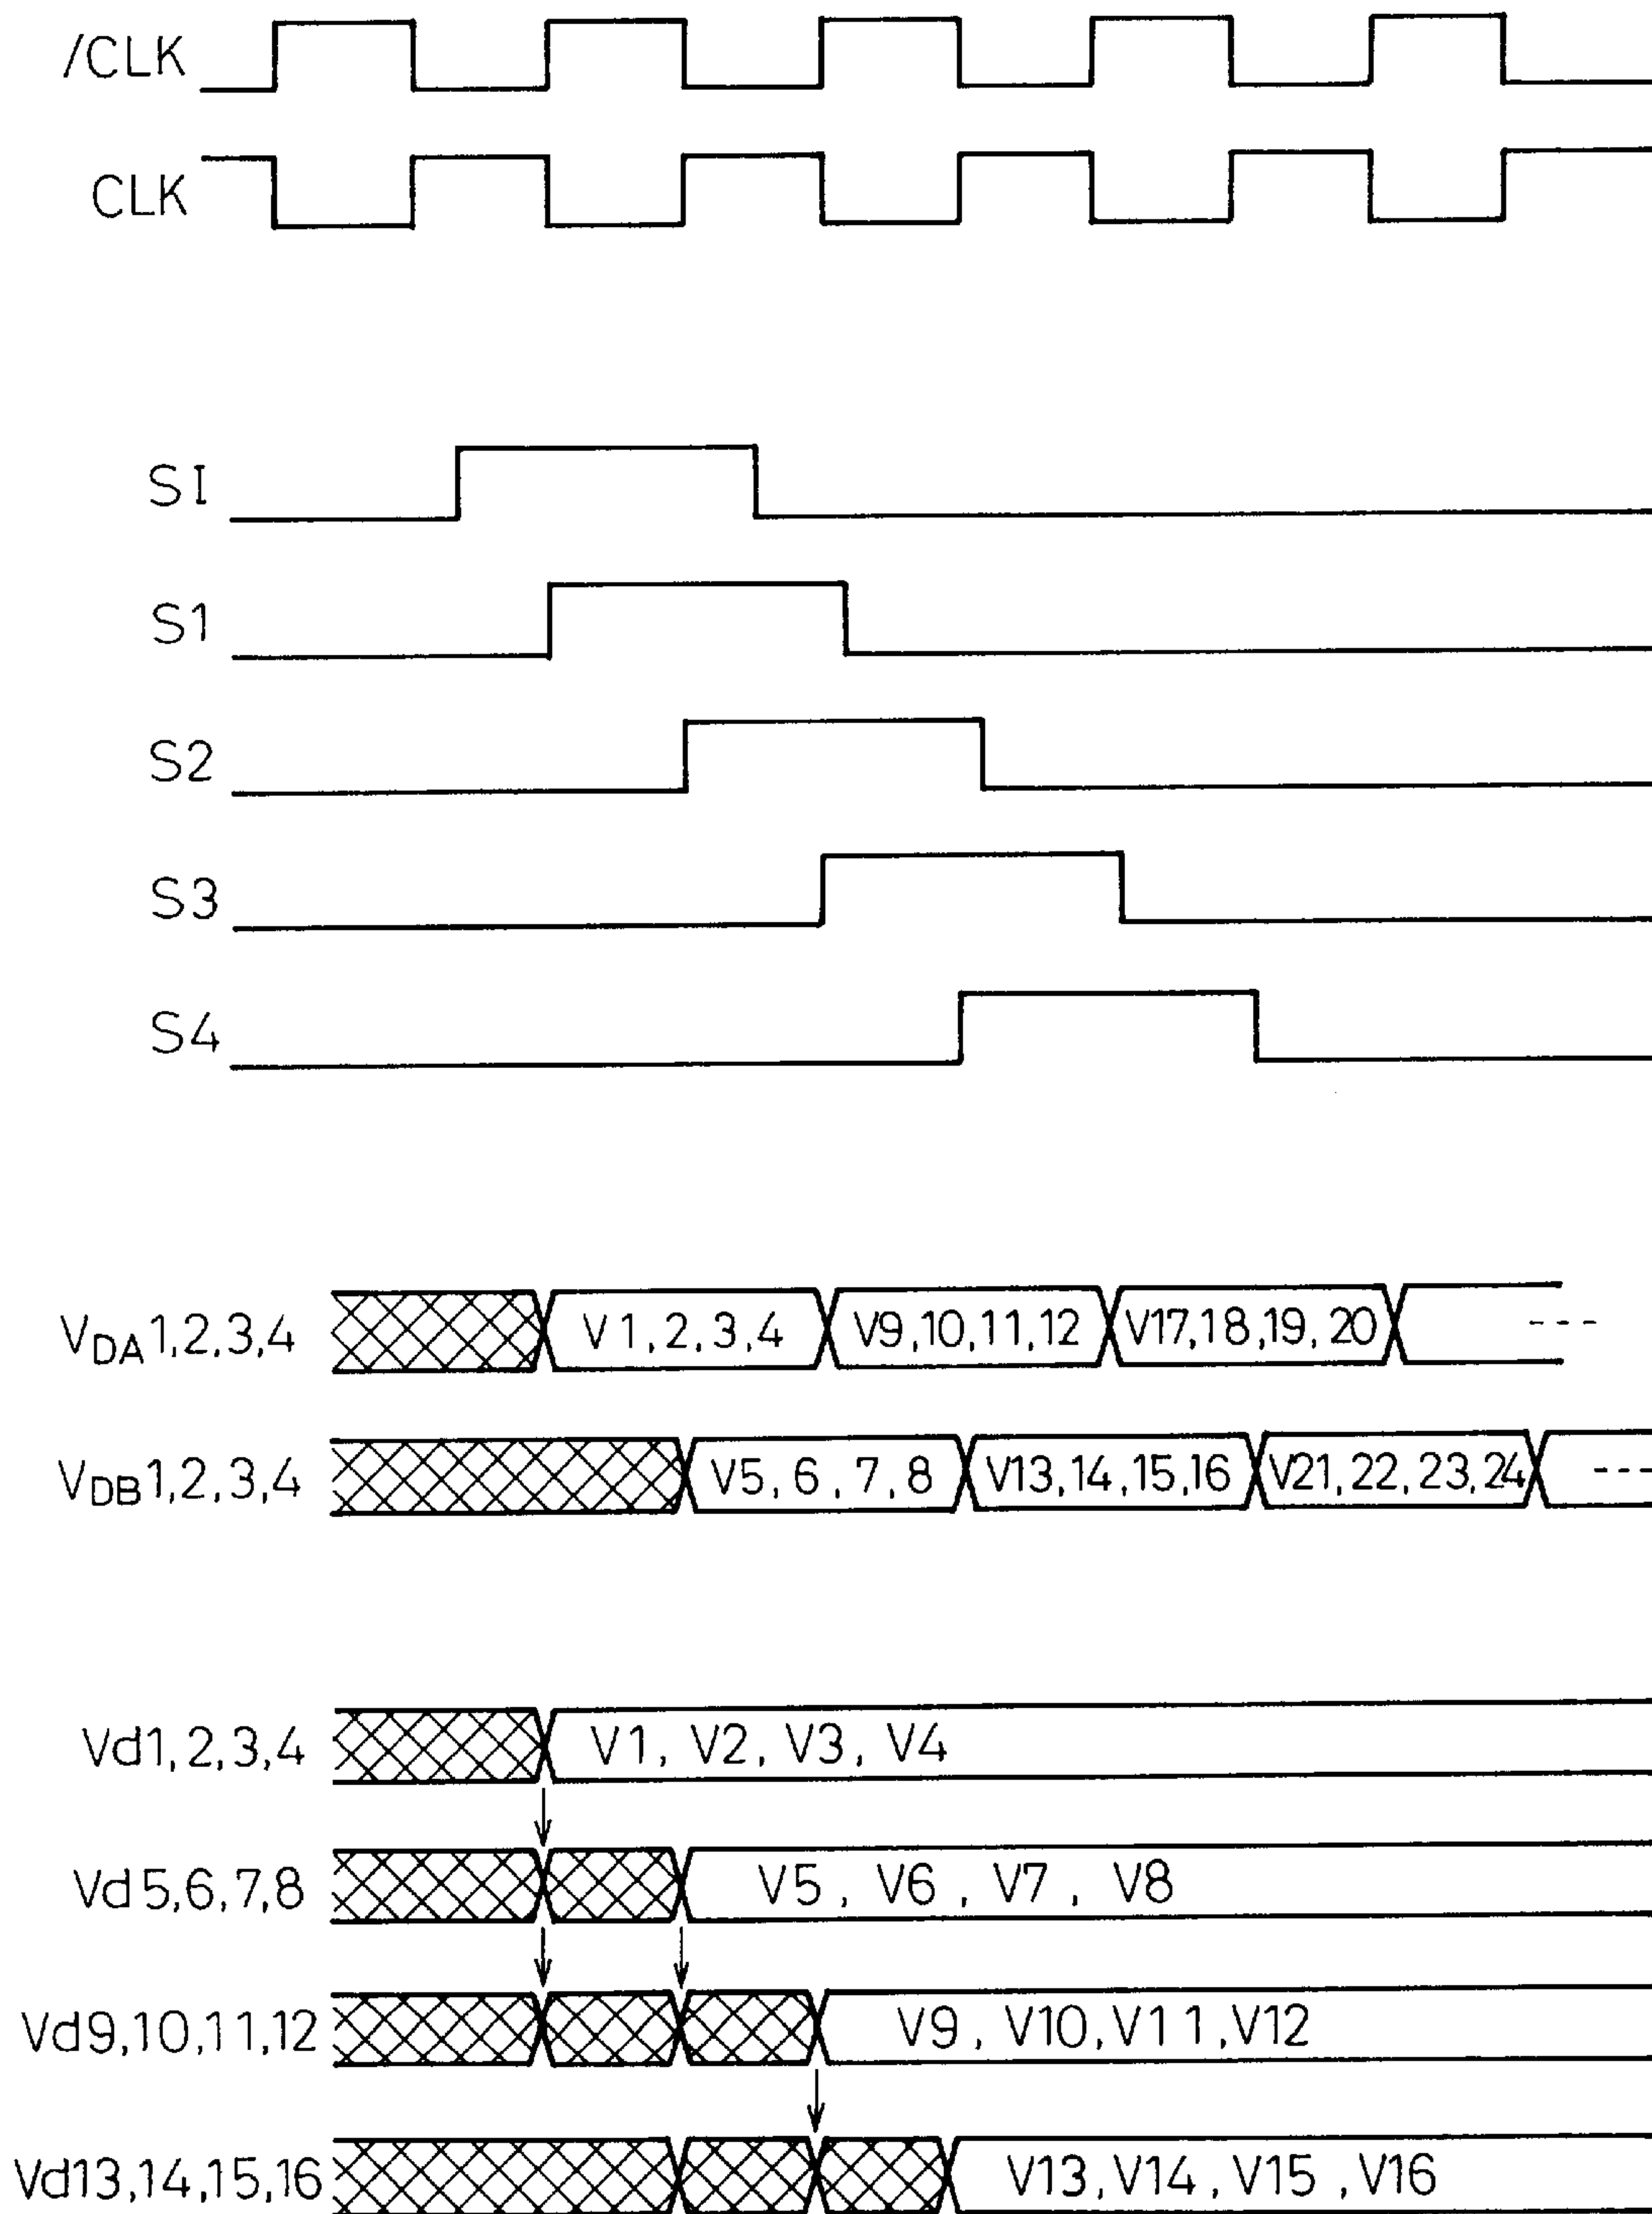 /CLK
CLK
SI
S1
S2
S3
S4
VDA1,2,3,4 V1,2,3,4 V9,10,11,12 V17,18,19,20 ---
VDB1,2,3,4 V5,6,7,8 V13,14,15,16 V21,22,23,24 ---
Vd1,2,3,4 V1, V2, V3, V4
Vd5,6,7,8 V5, V6, V7, V8
Vd9,10,11,12 V9, V10, V11, V12
Vd13,14,15,16 V13, V14, V15, V16